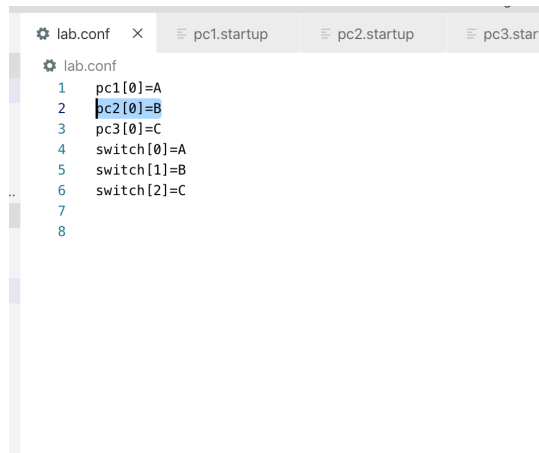 lab.conf
pc1.startup
pc2.startup
pc3.star
lab.conf
1 pc1[0]=A
2 pc2[0]=B
3 pc3[0]=C
4 switch[0]=A
5 switch[1]=B
6 switch[2]=C
7
8